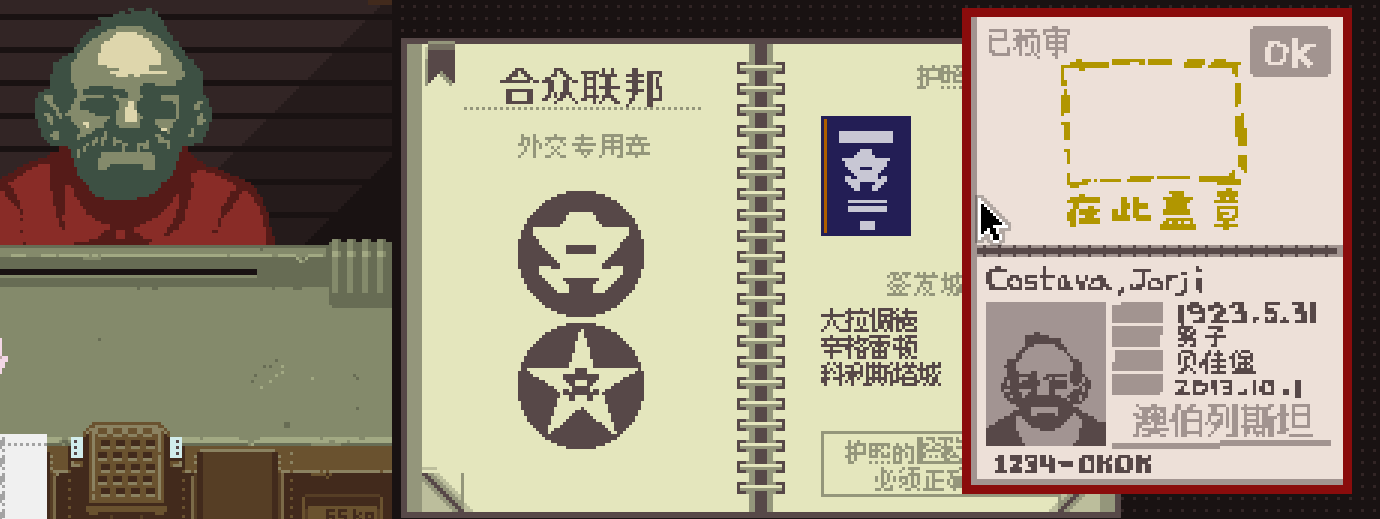 合众联邦
外交专用章
护照
签发城
大拉佩德
辛格雷顿
科利斯塔城
护照的
必须正
已预审
ok
在此盖章
Costava,Jorji
1923.5.31
男子
贝佳堡
2013.10.1
澳伯列斯坦
1234-OKOK